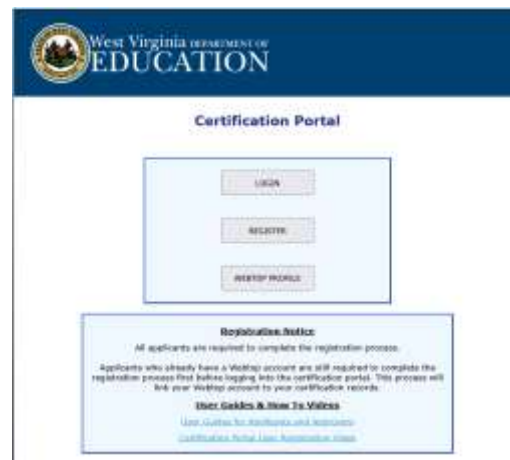 West Virginia DEPARTMENT OF
EDUCATION
Certification Portal
LOGIN
REGISTER
WEBTOP PROFILE
Registration Notice
All applicants are required to complete the registration process.
Applicants who already have a Webtop account are still required to complete the
registration process first before logging into the certification portal. This process will
link your Webtop account to your certification records.
User Guides & How To Videos
User Guides for Applicants and
Certification Portal User Registration Video